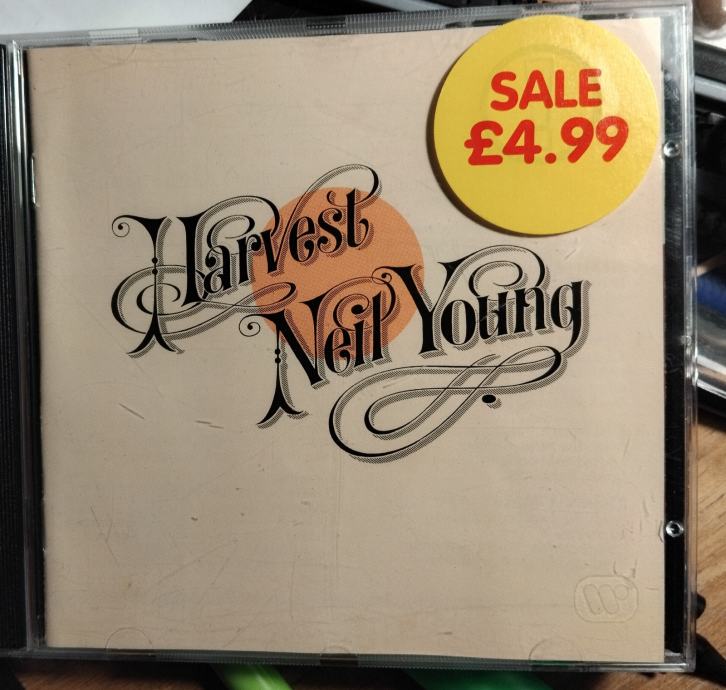 SALE
£4.99
Harvest
Neil Young